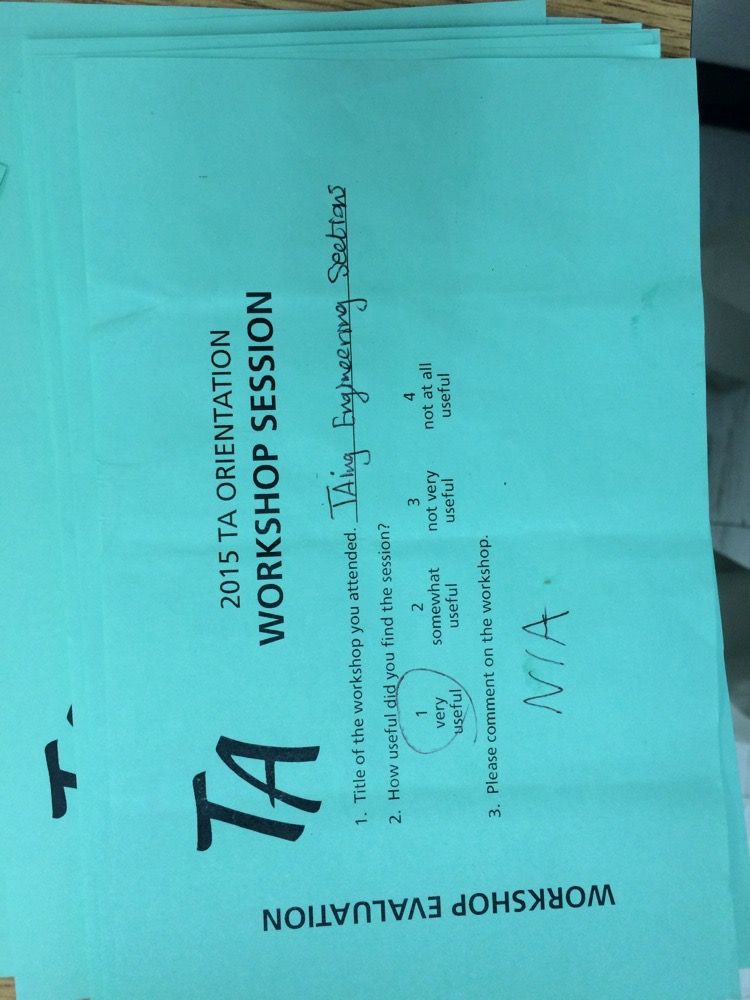 TA
2015 TA ORIENTATION
WORKSHOP SESSION
1. Title of the workshop you attended. TAing Engineering Sections
2. How useful did you find the session?
1 2 3 4
very somewhat not very not at all
useful useful useful useful
3. Please comment on the workshop.
N/A
WORKSHOP EVALUATION